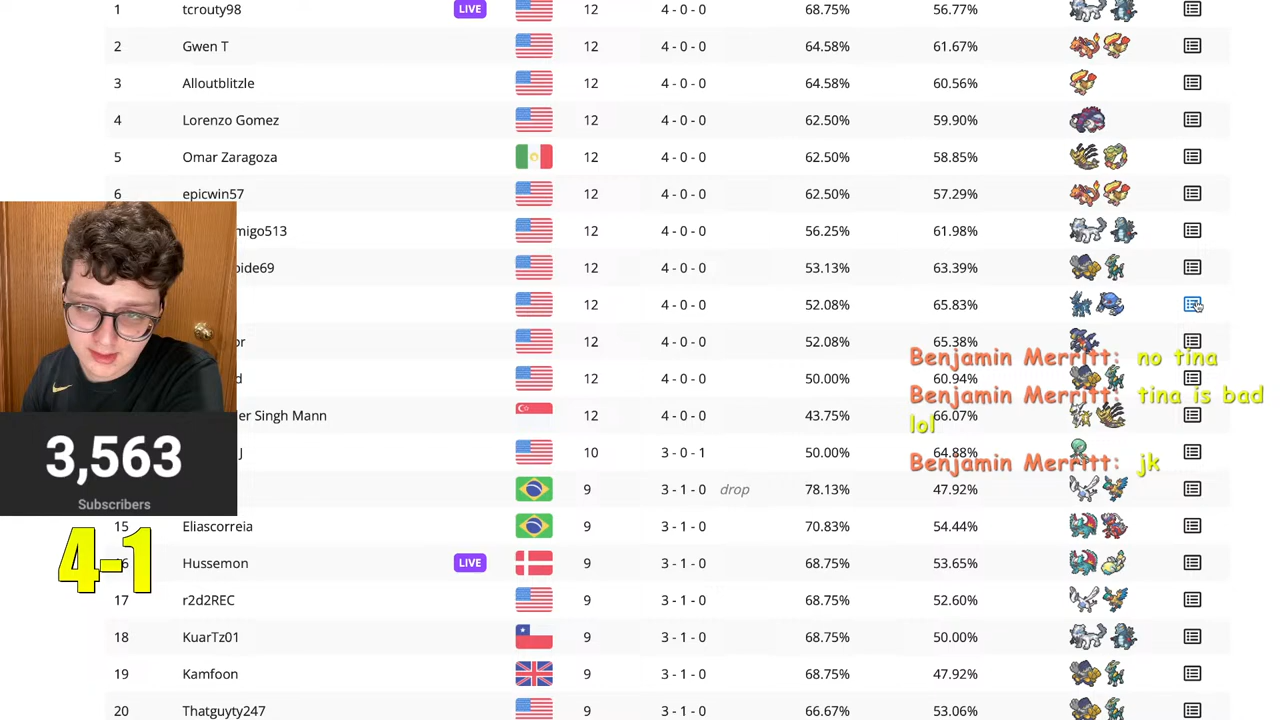 1 tcrouty98 LIVE 12 4 - 0 - 0 68.75% 56.77%
2 Gwen T 12 4 - 0 - 0 64.58% 61.67%
3 Alloutblitzle 12 4 - 0 - 0 64.58% 60.56%
4 Lorenzo Gomez 12 4 - 0 - 0 62.50% 59.90%
5 Omar Zaragoza 12 4 - 0 - 0 62.50% 58.85%
6 epicwin57 12 4 - 0 - 0 62.50% 57.29%
migo513 12 4 - 0 - 0 56.25% 61.98%
bide69 12 4 - 0 - 0 53.13% 63.39%
12 4 - 0 - 0 52.08% 65.83%
or 12 4 - 0 - 0 52.08% 65.38%
Benjamin Merritt: no tina
d 12 4 - 0 - 0 50.00% 60.94%
Benjamin Merritt: tina is bad
lol
er Singh Mann 12 4 - 0 - 0 43.75% 66.07%
J 10 3 - 0 - 1 50.00% 64.88%
Benjamin Merritt: jk
3,563
Subscribers
9 3 - 1 - 0 drop 78.13% 47.92%
15 Eliascorreia 9 3 - 1 - 0 70.83% 54.44%
4-1
Hussemon LIVE 9 3 - 1 - 0 68.75% 53.65%
17 r2d2REC 9 3 - 1 - 0 68.75% 52.60%
18 KuarTz01 9 3 - 1 - 0 68.75% 50.00%
19 Kamfoon 9 3 - 1 - 0 68.75% 47.92%
20 Thatguyty247 9 3 - 1 - 0 66.67% 53.06%